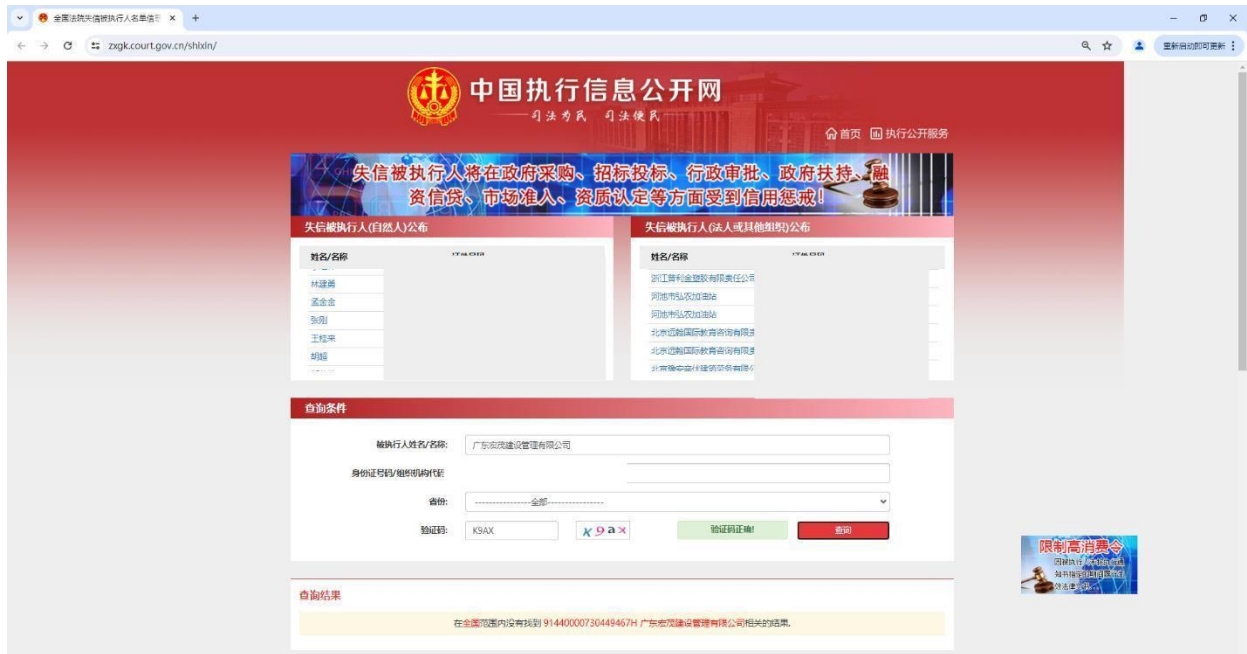 全国法院失信被执行人名单信
zxgk.court.gov.cn/shixin/
重新启动即可更新
中国执行信息公开网
司法为民 司法便民
首页 执行公开服务
失信被执行人将在政府采购、招标投标、行政审批、政府扶持、融
资信贷、市场准入、资质认定等方面受到信用惩戒!
失信被执行人(自然人)公布
姓名/名称
林建勇
孟金念
张刚
王桂来
胡超
失信被执行人(法人或其他组织)公布
姓名/名称
浙江普利金塑胶有限责任公司
河池市弘农加油站
河池市弘农加油站
北京远翰国际教育咨询有限责
北京远翰国际教育咨询有限责
查询条件
被执行人姓名/名称: 广东宏茂建设管理有限公司
身份证号码/组织机构代码
省份: ----------------全部----------------
验证码: K9AX K9ax 验证码正确! 查询
限制高消费令
查询结果
在全国范围内没有找到 91440000730449467H 广东宏茂建设管理有限公司相关的结果.